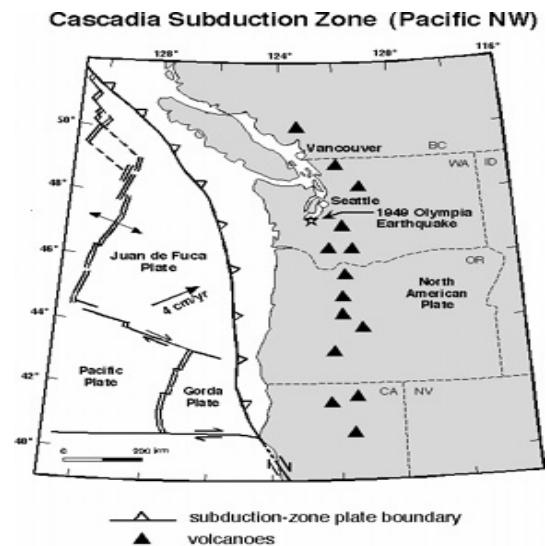 Cascadia Subduction Zone (Pacific NW)
128°
124°
120°
116°
50°
Vancouver
BC
WA
ID
48°
Seattle
1949 Olympia
Earthquake
46°
Juan de Fuca
Plate
OR
North
American
Plate
4 cm/yr
44°
Pacific
Plate
42°
Gorda
Plate
CA
NV
40°
0
200 km
subduction-zone plate boundary
volcanoes